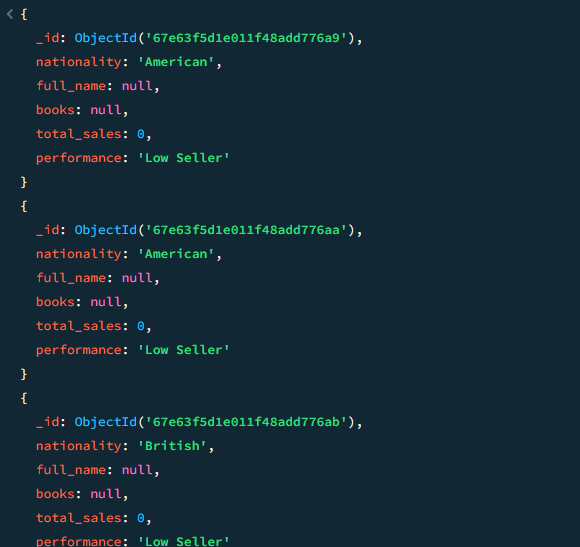 {
_id: ObjectId('67e63f5d1e011f48add776a9'),
nationality: 'American',
full_name: null,
books: null,
total_sales: 0,
performance: 'Low Seller'
}
{
_id: ObjectId('67e63f5d1e011f48add776aa'),
nationality: 'American',
full_name: null,
books: null,
total_sales: 0,
performance: 'Low Seller'
}
{
_id: ObjectId('67e63f5d1e011f48add776ab'),
nationality: 'British',
full_name: null,
books: null,
total_sales: 0,
performance: 'Low Seller'